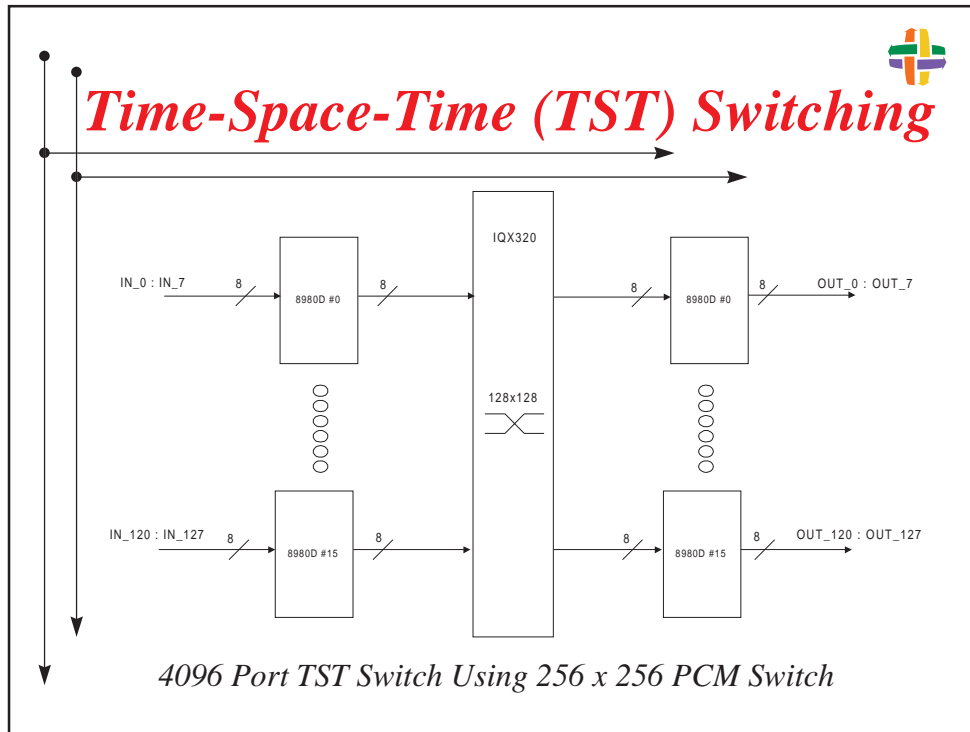 Time-Space-Time (TST) Switching
IQX320
IN_0 : IN_7
8
8980D #0
8
8
8980D #0
8
OUT_0 : OUT_7
128x128
IN_120 : IN_127
8
8980D #15
8
8
8980D #15
8
OUT_120 : OUT_127
4096 Port TST Switch Using 256 x 256 PCM Switch